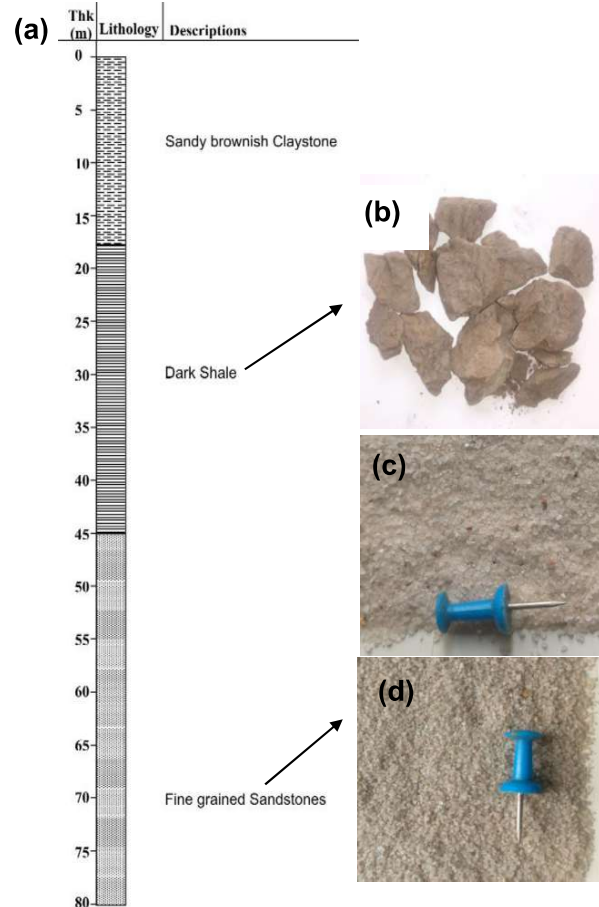 (a)
Thk
(m)
Lithology
Descriptions
0
5
Sandy brownish Claystone
10
15
(b)
20
25
30
Dark Shale
35
40
(c)
45
50
55
60
(d)
65
70
Fine grained Sandstones
75
80